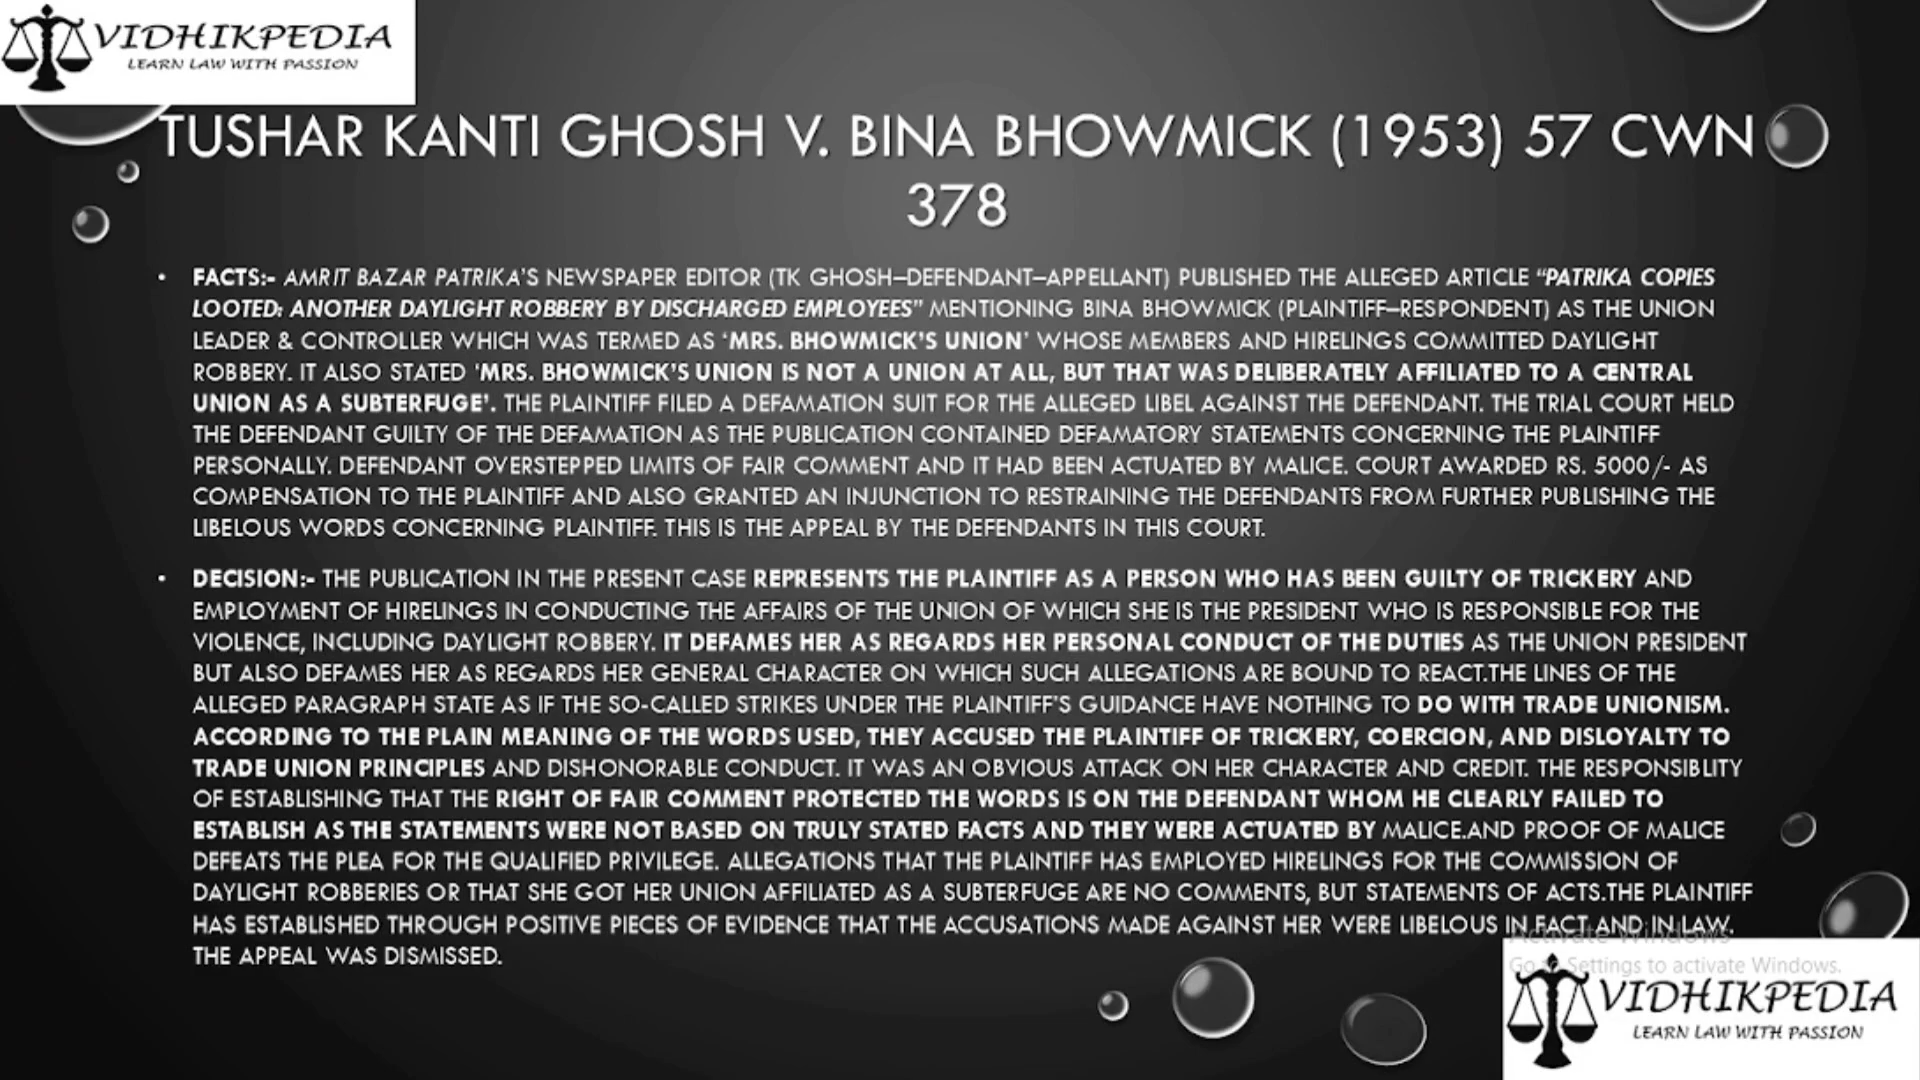 VIDHIKPEDIA
LEARN LAW WITH PASSION
TUSHAR KANTI GHOSH V. BINA BHOWMICK (1953) 57 CWN
378
• FACTS:- AMRIT BAZAR PATRIKA'S NEWSPAPER EDITOR (TK GHOSH–DEFENDANT–APPELLANT) PUBLISHED THE ALLEGED ARTICLE "PATRIKA COPIES
LOOTED: ANOTHER DAYLIGHT ROBBERY BY DISCHARGED EMPLOYEES" MENTIONING BINA BHOWMICK (PLAINTIFF–RESPONDENT) AS THE UNION
LEADER & CONTROLLER WHICH WAS TERMED AS 'MRS. BHOWMICK'S UNION' WHOSE MEMBERS AND HIRELINGS COMMITTED DAYLIGHT
ROBBERY. IT ALSO STATED 'MRS. BHOWMICK'S UNION IS NOT A UNION AT ALL, BUT THAT WAS DELIBERATELY AFFILIATED TO A CENTRAL
UNION AS A SUBTERFUGE'. THE PLAINTIFF FILED A DEFAMATION SUIT FOR THE ALLEGED LIBEL AGAINST THE DEFENDANT. THE TRIAL COURT HELD
THE DEFENDANT GUILTY OF THE DEFAMATION AS THE PUBLICATION CONTAINED DEFAMATORY STATEMENTS CONCERNING THE PLAINTIFF
PERSONALLY. DEFENDANT OVERSTEPPED LIMITS OF FAIR COMMENT AND IT HAD BEEN ACTUATED BY MALICE. COURT AWARDED RS. 5000/- AS
COMPENSATION TO THE PLAINTIFF AND ALSO GRANTED AN INJUNCTION TO RESTRAINING THE DEFENDANTS FROM FURTHER PUBLISHING THE
LIBELOUS WORDS CONCERNING PLAINTIFF. THIS IS THE APPEAL BY THE DEFENDANTS IN THIS COURT.
• DECISION:- THE PUBLICATION IN THE PRESENT CASE REPRESENTS THE PLAINTIFF AS A PERSON WHO HAS BEEN GUILTY OF TRICKERY AND
EMPLOYMENT OF HIRELINGS IN CONDUCTING THE AFFAIRS OF THE UNION OF WHICH SHE IS THE PRESIDENT WHO IS RESPONSIBLE FOR THE
VIOLENCE, INCLUDING DAYLIGHT ROBBERY. IT DEFAMES HER AS REGARDS HER PERSONAL CONDUCT OF THE DUTIES AS THE UNION PRESIDENT
BUT ALSO DEFAMES HER AS REGARDS HER GENERAL CHARACTER ON WHICH SUCH ALLEGATIONS ARE BOUND TO REACT.THE LINES OF THE
ALLEGED PARAGRAPH STATE AS IF THE SO-CALLED STRIKES UNDER THE PLAINTIFF'S GUIDANCE HAVE NOTHING TO DO WITH TRADE UNIONISM.
ACCORDING TO THE PLAIN MEANING OF THE WORDS USED, THEY ACCUSED THE PLAINTIFF OF TRICKERY, COERCION, AND DISLOYALTY TO
TRADE UNION PRINCIPLES AND DISHONORABLE CONDUCT. IT WAS AN OBVIOUS ATTACK ON HER CHARACTER AND CREDIT. THE RESPONSIBLITY
OF ESTABLISHING THAT THE RIGHT OF FAIR COMMENT PROTECTED THE WORDS IS ON THE DEFENDANT WHOM HE CLEARLY FAILED TO
ESTABLISH AS THE STATEMENTS WERE NOT BASED ON TRULY STATED FACTS AND THEY WERE ACTUATED BY MALICE.AND PROOF OF MALICE
DEFEATS THE PLEA FOR THE QUALIFIED PRIVILEGE. ALLEGATIONS THAT THE PLAINTIFF HAS EMPLOYED HIRELINGS FOR THE COMMISSION OF
DAYLIGHT ROBBERIES OR THAT SHE GOT HER UNION AFFILIATED AS A SUBTERFUGE ARE NO COMMENTS, BUT STATEMENTS OF ACTS.THE PLAINTIFF
HAS ESTABLISHED THROUGH POSITIVE PIECES OF EVIDENCE THAT THE ACCUSATIONS MADE AGAINST HER WERE LIBELOUS IN FACT AND IN LAW.
THE APPEAL WAS DISMISSED.
Activate Windows
Go to Settings to activate Windows.
VIDHIKPEDIA
LEARN LAW WITH PASSION